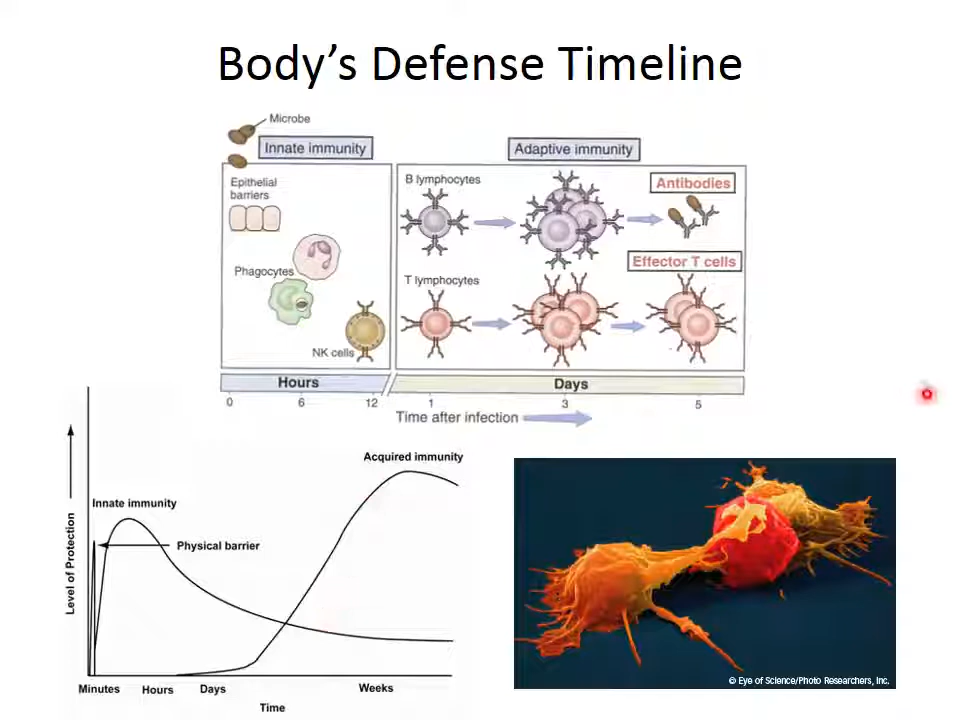 Body's Defense Timeline
Microbe
Innate immunity
Adaptive immunity
Epithelial
barriers
Phagocytes
NK cells
B lymphocytes
Antibodies
T lymphocytes
Effector T cells
Hours
Days
0 6 12 1 3 5
Time after infection
Level of Protection
Innate immunity
Physical barrier
Acquired immunity
Minutes Hours Days Weeks
Time
© Eye of Science/Photo Researchers, Inc.